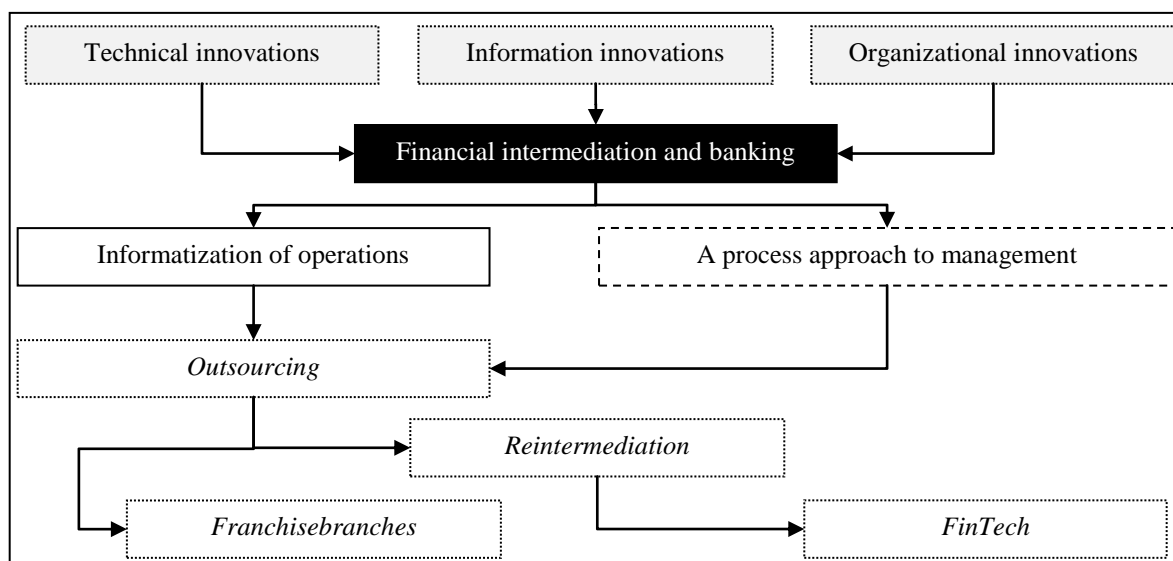 Technical innovations
Information innovations
Organizational innovations
Financial intermediation and banking
Informatization of operations
A process approach to management
Outsourcing
Reintermediation
Franchisebranches
FinTech